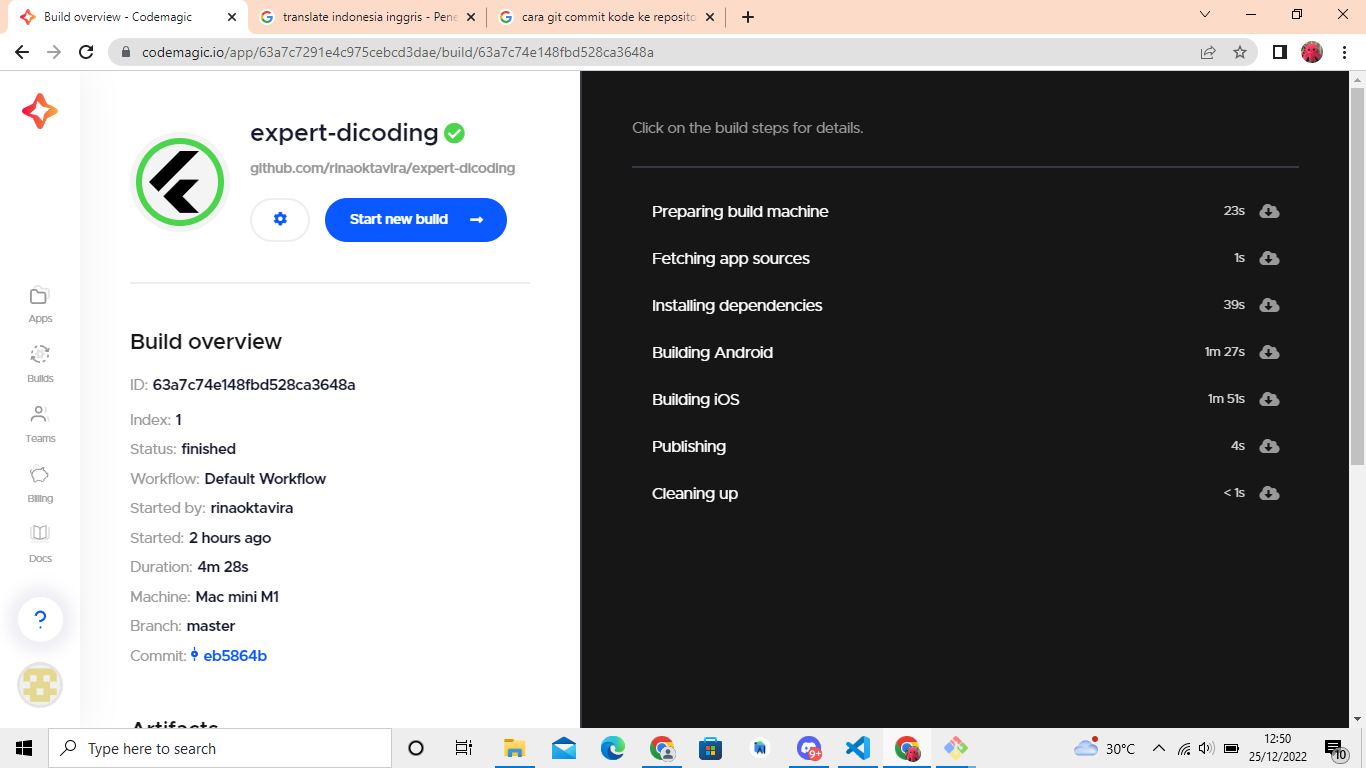 Build overview - Codemagic
translate indonesia inggris - Pene
cara git commit kode ke reposito
codemagic.io/app/63a7c7291e4c975cebcd3dae/build/63a7c74e148fbd528ca3648a
expert-dicoding
github.com/rinaoktavira/expert-dicoding
Start new build
Apps
Builds
Teams
Billing
Docs
?
Build overview
ID: 63a7c74e148fbd528ca3648a
Index: 1
Status: finished
Workflow: Default Workflow
Started by: rinaoktavira
Started: 2 hours ago
Duration: 4m 28s
Machine: Mac mini M1
Branch: master
Commit: eb5864b
Artifacts
Click on the build steps for details.
Preparing build machine 23s
Fetching app sources 1s
Installing dependencies 39s
Building Android 1m 27s
Building iOS 1m 51s
Publishing 4s
Cleaning up < 1s
Type here to search
9+
30°C
12:50
25/12/2022
10